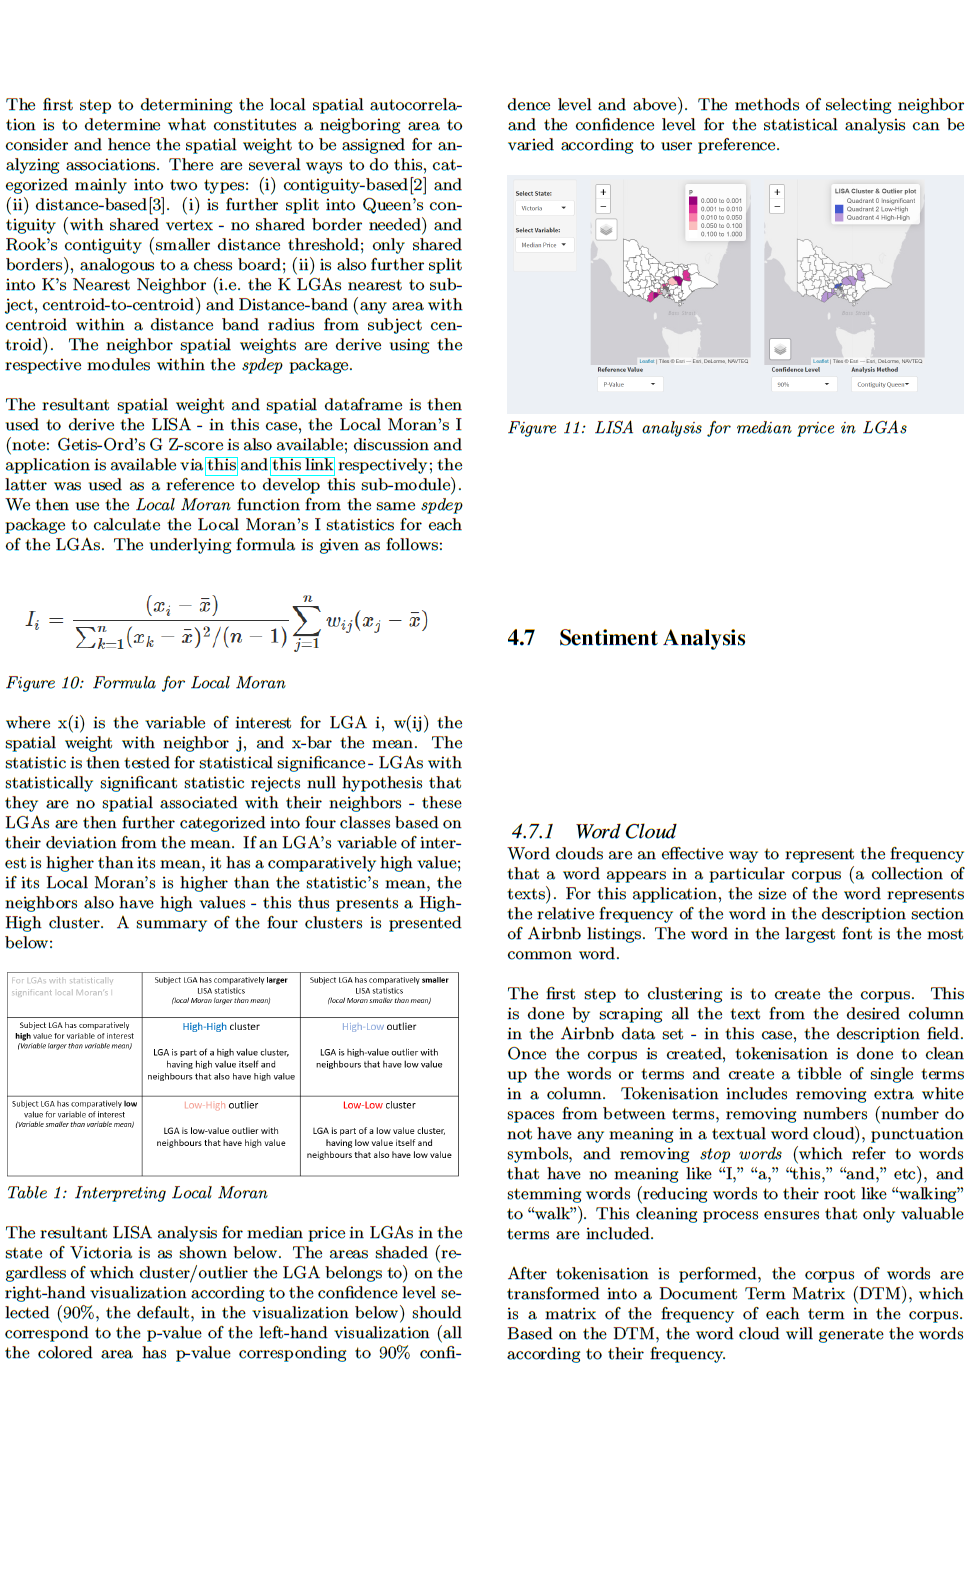 The first step to determining the local spatial autocorrela-
tion is to determine what constitutes a neigboring area to
consider and hence the spatial weight to be assigned for an-
alyzing associations. There are several ways to do this, cat-
egorized mainly into two types: (i) contiguity-based[2] and
(ii) distance-based[3]. (i) is further split into Queen's con-
tiguity (with shared vertex - no shared border needed) and
Rook's contiguity (smaller distance threshold; only shared
borders), analogous to a chess board; (ii) is also further split
into K's Nearest Neighbor (i.e. the K LGAs nearest to sub-
ject, centroid-to-centroid) and Distance-band (any area with
centroid within a distance band radius from subject cen-
troid). The neighbor spatial weights are derive using the
respective modules within the spdep package.
The resultant spatial weight and spatial dataframe is then
used to derive the LISA - in this case, the Local Moran's I
(note: Getis-Ord's G Z-score is also available; discussion and
application is available via this and this link respectively; the
latter was used as a reference to develop this sub-module).
We then use the Local Moran function from the same spdep
package to calculate the Local Moran's I statistics for each
of the LGAs. The underlying formula is given as follows:
I_i = (x_i − x̄) / (∑_{k=1}^{n} (x_k − x̄)²/(n − 1)) ∑_{j=1}^{n} w_{ij}(x_j − x̄)
Figure 10: Formula for Local Moran
where x(i) is the variable of interest for LGA i, w(ij) the
spatial weight with neighbor j, and x-bar the mean. The
statistic is then tested for statistical significance - LGAs with
statistically significant statistic rejects null hypothesis that
they are no spatial associated with their neighbors - these
LGAs are then further categorized into four classes based on
their deviation from the mean. If an LGA's variable of inter-
est is higher than its mean, it has a comparatively high value;
if its Local Moran's is higher than the statistic's mean, the
neighbors also have high values - this thus presents a High-
High cluster. A summary of the four clusters is presented
below:
For LGAs with statistically
significant local Moran's I
Subject LGA has comparatively larger
LISA statistics
(local Moran larger than mean)
Subject LGA has comparatively smaller
LISA statistics
(local Moran smaller than mean)
Subject LGA has comparatively
high value for variable of interest
(Variable larger than variable mean)
High-High cluster
LGA is part of a high value cluster,
having high value itself and
neighbours that also have high value
High-Low outlier
LGA is high-value outlier with
neighbours that have low value
Subject LGA has comparatively low
value for variable of interest
(Variable smaller than variable mean)
Low-High outlier
LGA is low-value outlier with
neighbours that have high value
Low-Low cluster
LGA is part of a low value cluster,
having low value itself and
neighbours that also have low value
Table 1: Interpreting Local Moran
The resultant LISA analysis for median price in LGAs in the
state of Victoria is as shown below. The areas shaded (re-
gardless of which cluster/outlier the LGA belongs to) on the
right-hand visualization according to the confidence level se-
lected (90%, the default, in the visualization below) should
correspond to the p-value of the left-hand visualization (all
the colored area has p-value corresponding to 90% confi-
dence level and above). The methods of selecting neighbor
and the confidence level for the statistical analysis can be
varied according to user preference.
Select State:
Victoria
Select Variable:
Median Price
+
−
p
0.000 to 0.001
0.001 to 0.010
0.010 to 0.050
0.050 to 0.100
0.100 to 1.000
Bass Strait
Leaflet | Tiles © Esri — Esri, DeLorme, NAVTEQ
Reference Value
P-Value
+
−
LISA Cluster & Outlier plot
Quadrant 0 Insignificant
Quadrant 2 Low-High
Quadrant 4 High-High
Bass Strait
Leaflet | Tiles © Esri — Esri, DeLorme, NAVTEQ
Confidence Level
90%
Analysis Method
Contiguity Queen
Figure 11: LISA analysis for median price in LGAs
4.7 Sentiment Analysis
4.7.1 Word Cloud
Word clouds are an effective way to represent the frequency
that a word appears in a particular corpus (a collection of
texts). For this application, the size of the word represents
the relative frequency of the word in the description section
of Airbnb listings. The word in the largest font is the most
common word.
The first step to clustering is to create the corpus. This
is done by scraping all the text from the desired column
in the Airbnb data set - in this case, the description field.
Once the corpus is created, tokenisation is done to clean
up the words or terms and create a tibble of single terms
in a column. Tokenisation includes removing extra white
spaces from between terms, removing numbers (number do
not have any meaning in a textual word cloud), punctuation
symbols, and removing stop words (which refer to words
that have no meaning like “I,” “a,” “this,” “and,” etc), and
stemming words (reducing words to their root like “walking”
to “walk”). This cleaning process ensures that only valuable
terms are included.
After tokenisation is performed, the corpus of words are
transformed into a Document Term Matrix (DTM), which
is a matrix of the frequency of each term in the corpus.
Based on the DTM, the word cloud will generate the words
according to their frequency.